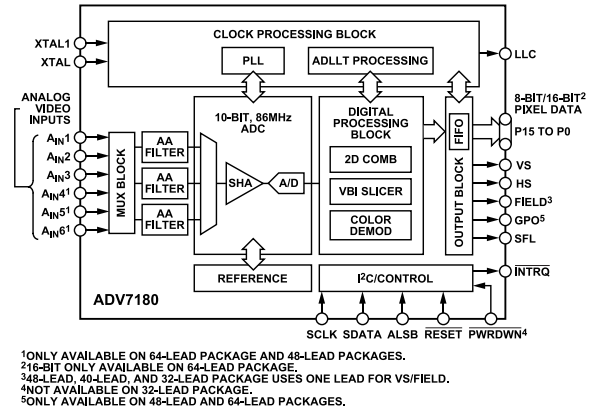 CLOCK PROCESSING BLOCK
XTAL1
XTAL
PLL
ADLLT PROCESSING
LLC
ANALOG
VIDEO
INPUTS
AIN1
AIN2
AIN3
AIN4¹
AIN5¹
AIN6¹
MUX BLOCK
AA
FILTER
AA
FILTER
AA
FILTER
10-BIT, 86MHz
ADC
SHA
A/D
REFERENCE
DIGITAL
PROCESSING
BLOCK
2D COMB
VBI SLICER
COLOR
DEMOD
FIFO
OUTPUT BLOCK
8-BIT/16-BIT²
PIXEL DATA
P15 TO P0
VS
HS
FIELD³
GPO⁵
SFL
I²C/CONTROL
INTRQ
ADV7180
SCLK SDATA ALSB RESET PWRDWN⁴
¹ONLY AVAILABLE ON 64-LEAD PACKAGE AND 48-LEAD PACKAGES.
²16-BIT ONLY AVAILABLE ON 64-LEAD PACKAGE.
³48-LEAD, 40-LEAD, AND 32-LEAD PACKAGE USES ONE LEAD FOR VS/FIELD.
⁴NOT AVAILABLE ON 32-LEAD PACKAGE.
⁵ONLY AVAILABLE ON 48-LEAD AND 64-LEAD PACKAGES.